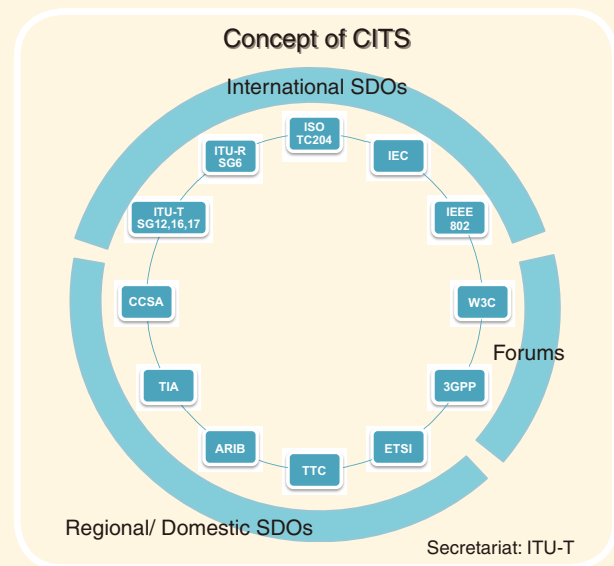 Concept of CITS
International SDOs
ISO
TC204
IEC
IEEE
802
W3C
Forums
3GPP
ETSI
TTC
ARIB
TIA
CCSA
ITU-T
SG12,16,17
ITU-R
SG6
Regional/ Domestic SDOs
Secretariat: ITU-T